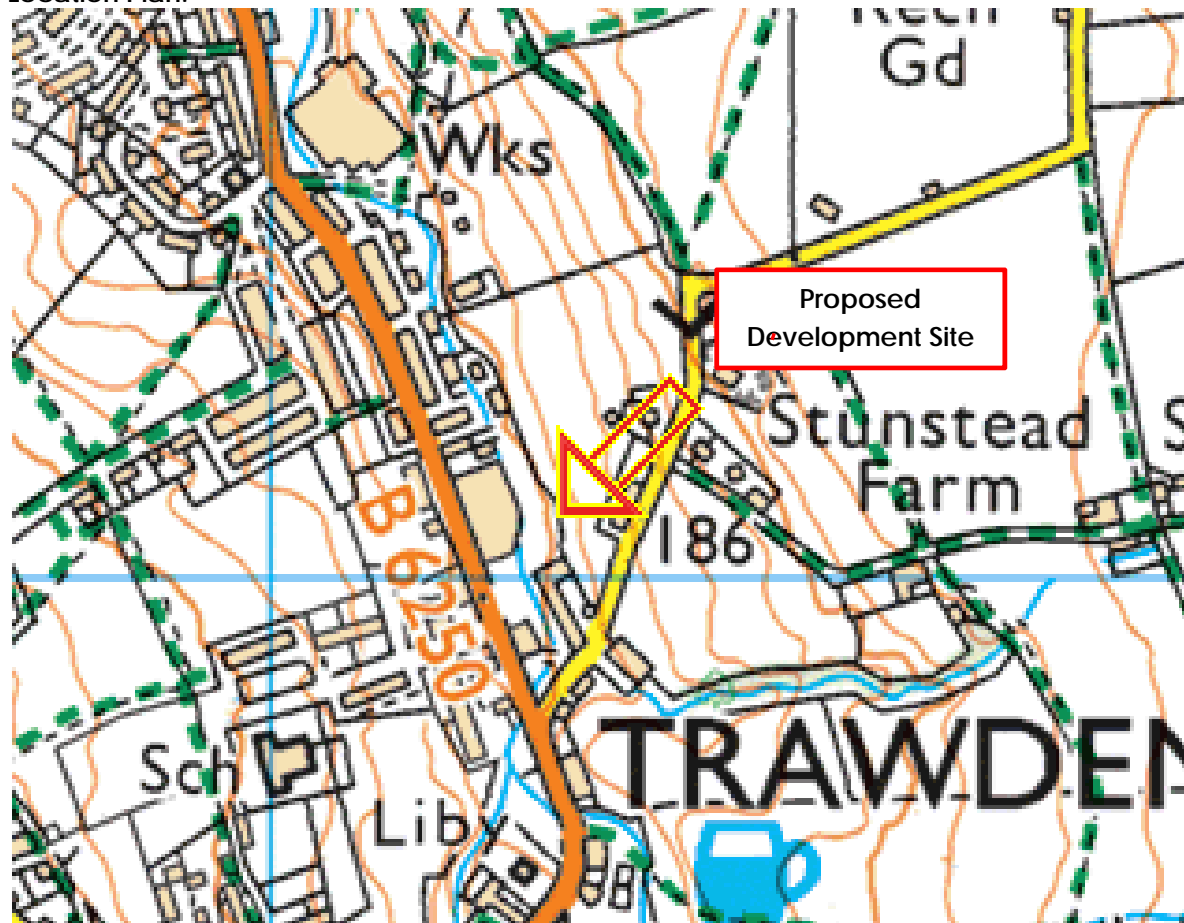 Location Plan:
Gd
Wks
Proposed
Development Site
Stunstead
Farm
186
B 6250
Sch
TRAWDEN
Liby